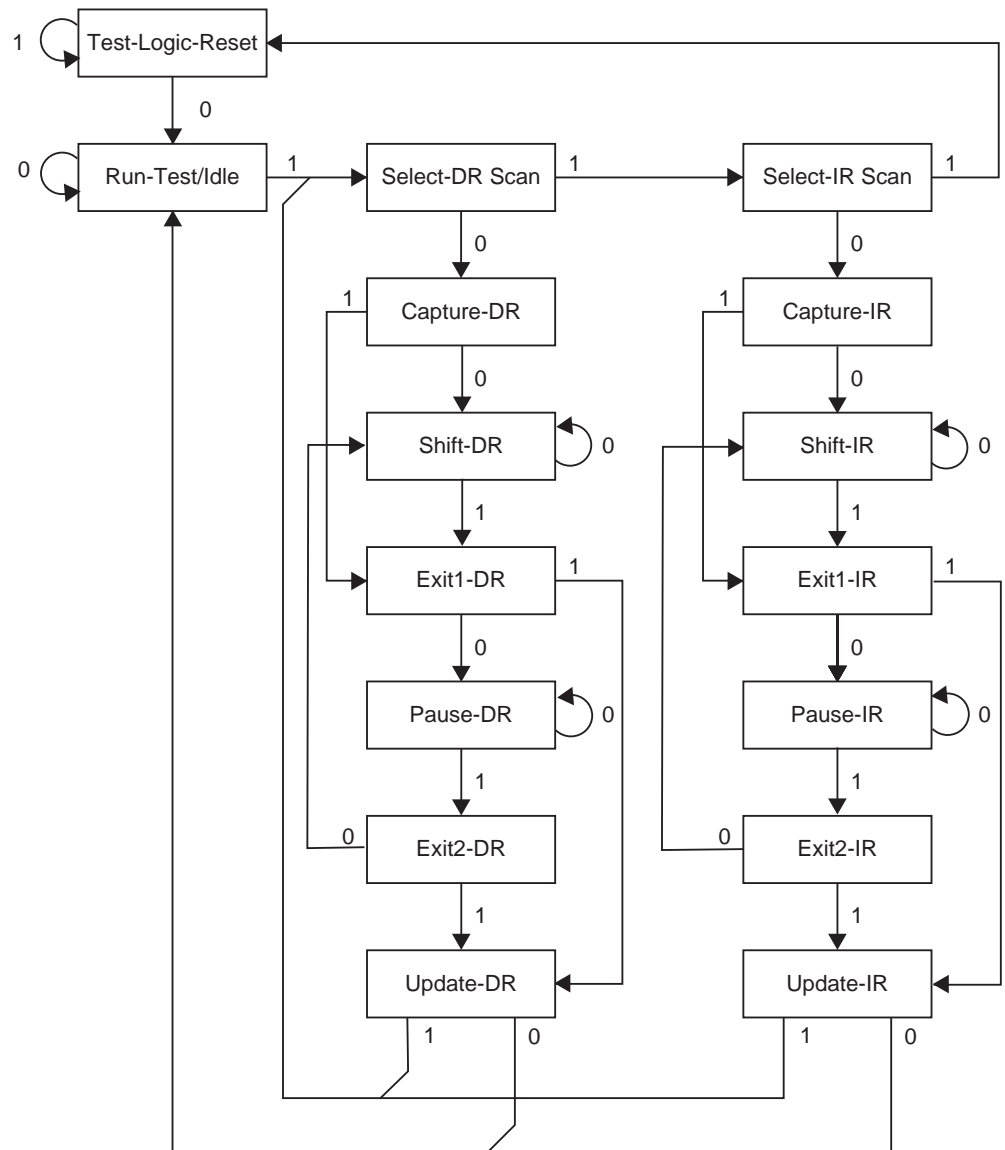 1 Test-Logic-Reset
0
0 Run-Test/Idle 1 Select-DR Scan 1 Select-IR Scan 1
0 0
1 Capture-DR 1 Capture-IR
0 0
Shift-DR 0 Shift-IR 0
1 1
Exit1-DR 1 Exit1-IR 1
0 0
Pause-DR 0 Pause-IR 0
1 1
0 Exit2-DR 0 Exit2-IR
1 1
Update-DR Update-IR
1 0 1 0